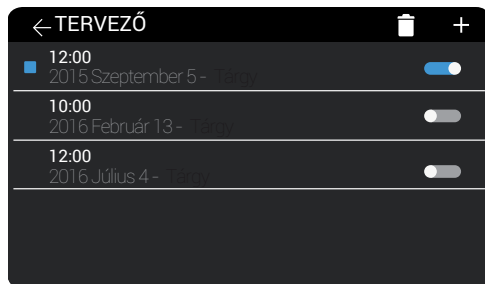 TERVEZŐ
12:00
2015 Szeptember 5 - Tárgy
10:00
2016 Február 13 - Tárgy
12:00
2016 Július 4 - Tárgy